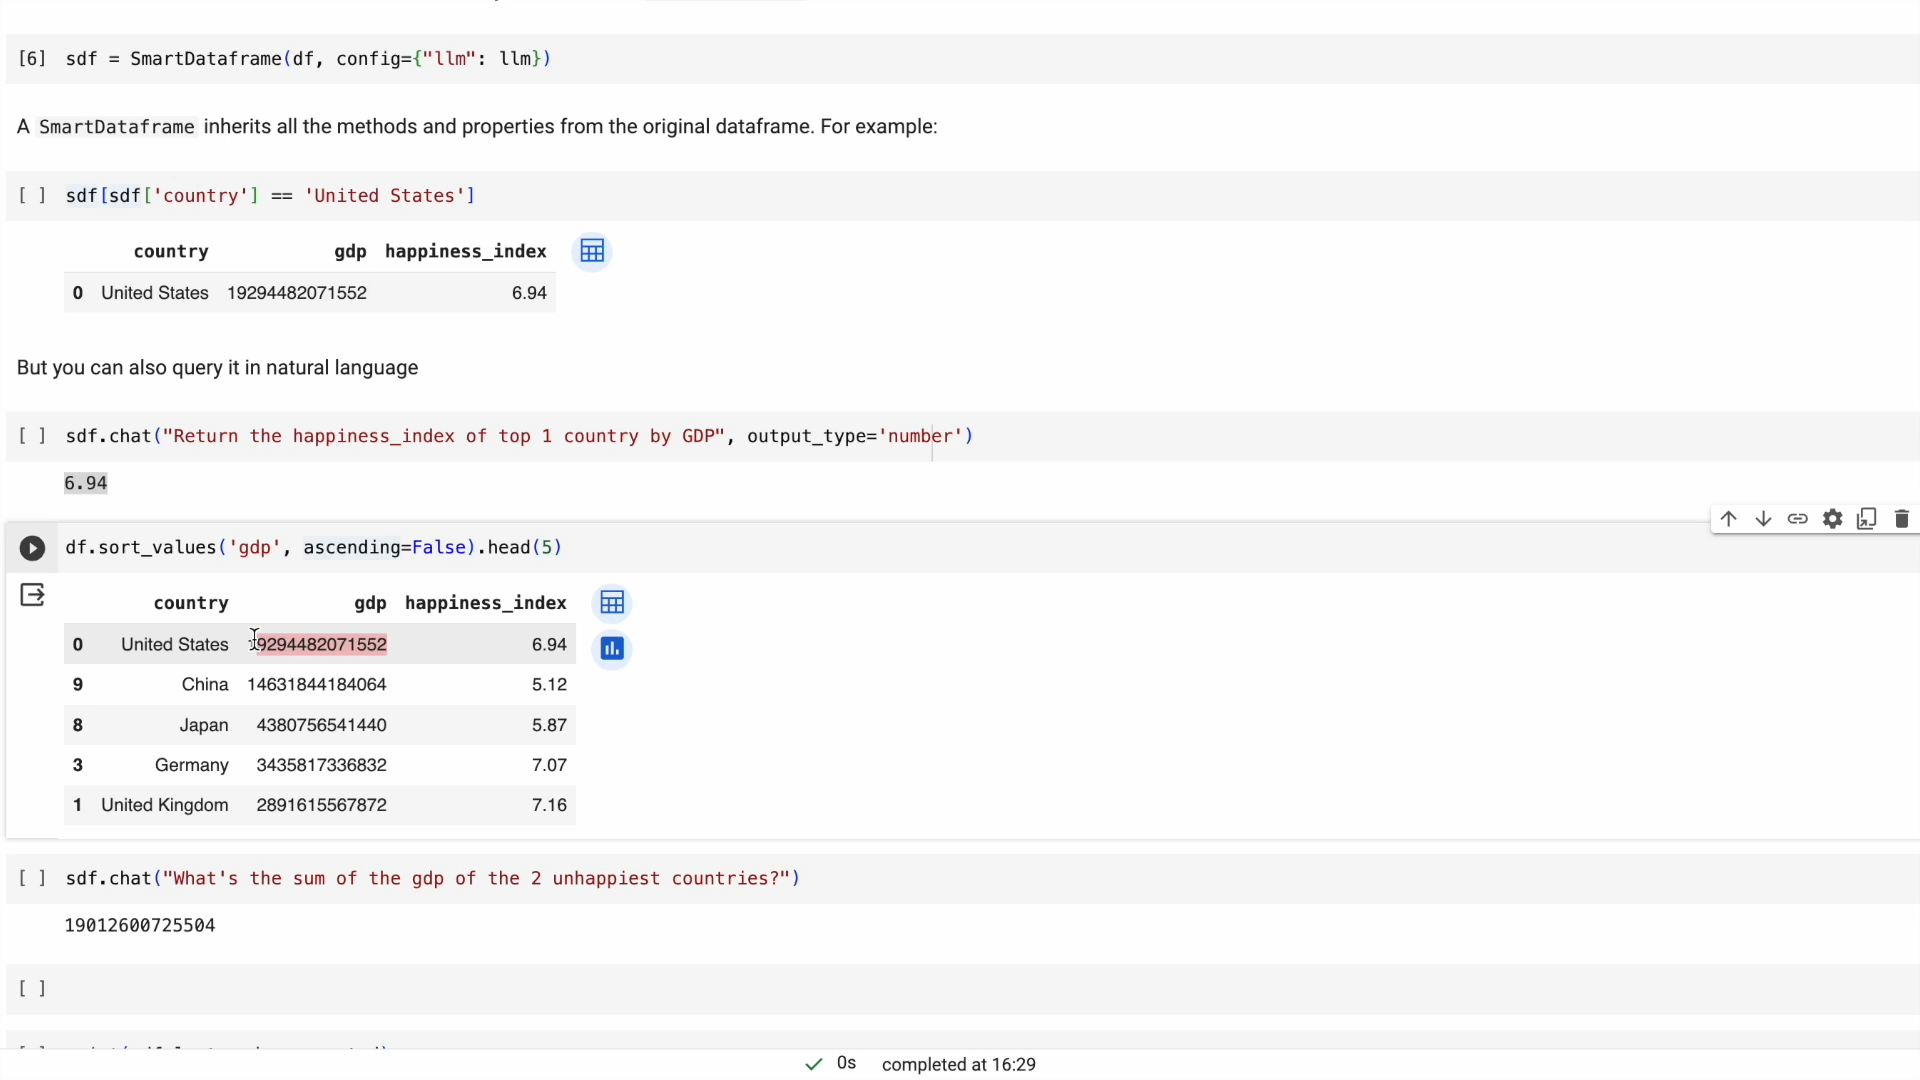 [6] sdf = SmartDataframe(df, config={"llm": llm})
A SmartDataframe inherits all the methods and properties from the original dataframe. For example:
[ ] sdf[sdf['country'] == 'United States']
country gdp happiness_index
0 United States 19294482071552 6.94
But you can also query it in natural language
[ ] sdf.chat("Return the happiness_index of top 1 country by GDP", output_type='number')
6.94
df.sort_values('gdp', ascending=False).head(5)
country gdp happiness_index
0 United States 19294482071552 6.94
9 China 14631844184064 5.12
8 Japan 4380756541440 5.87
3 Germany 3435817336832 7.07
1 United Kingdom 2891615567872 7.16
[ ] sdf.chat("What's the sum of the gdp of the 2 unhappiest countries?")
19012600725504
[ ]
0s completed at 16:29